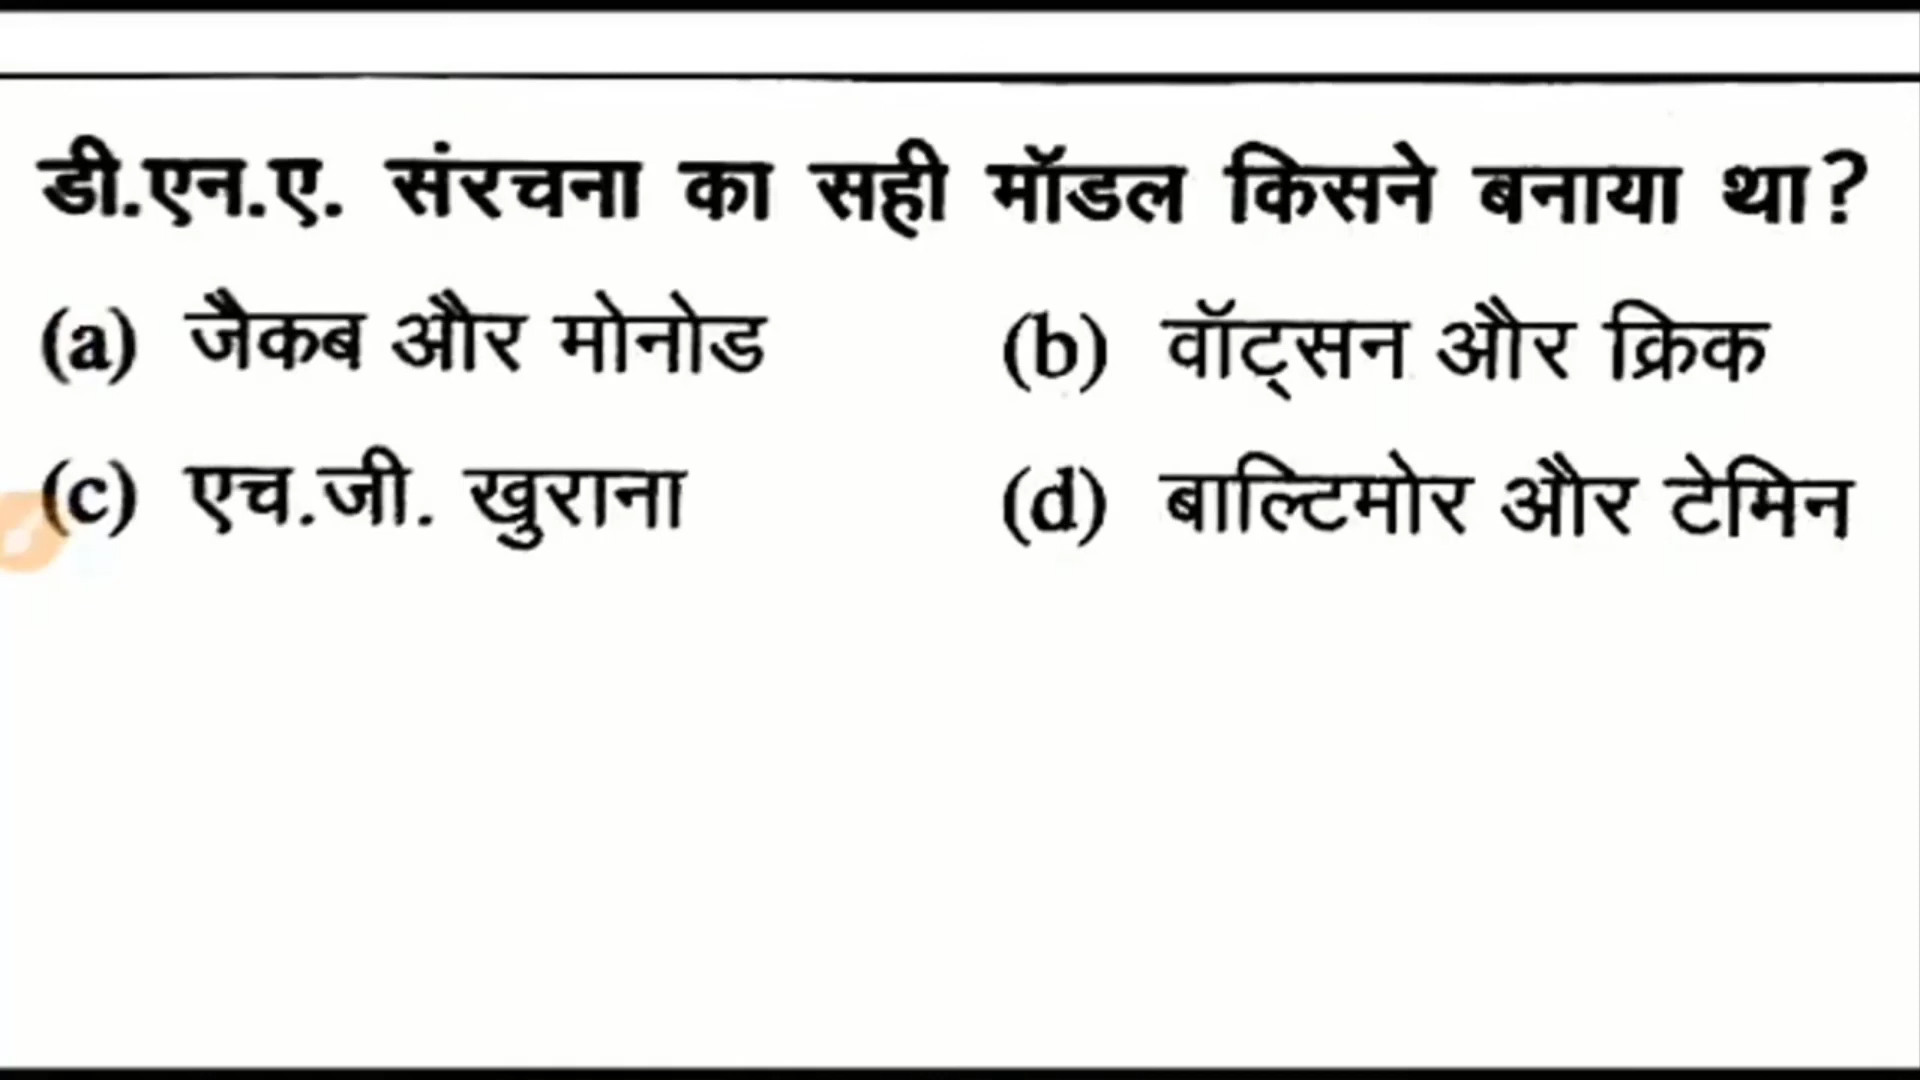 डी.एन.ए. संरचना का सही मॉडल किसने बनाया था?
(a) जैकब और मोनोड (b) वॉट्सन और क्रिक
(c) एच.जी. खुराना (d) बाल्टिमोर और टेमिन